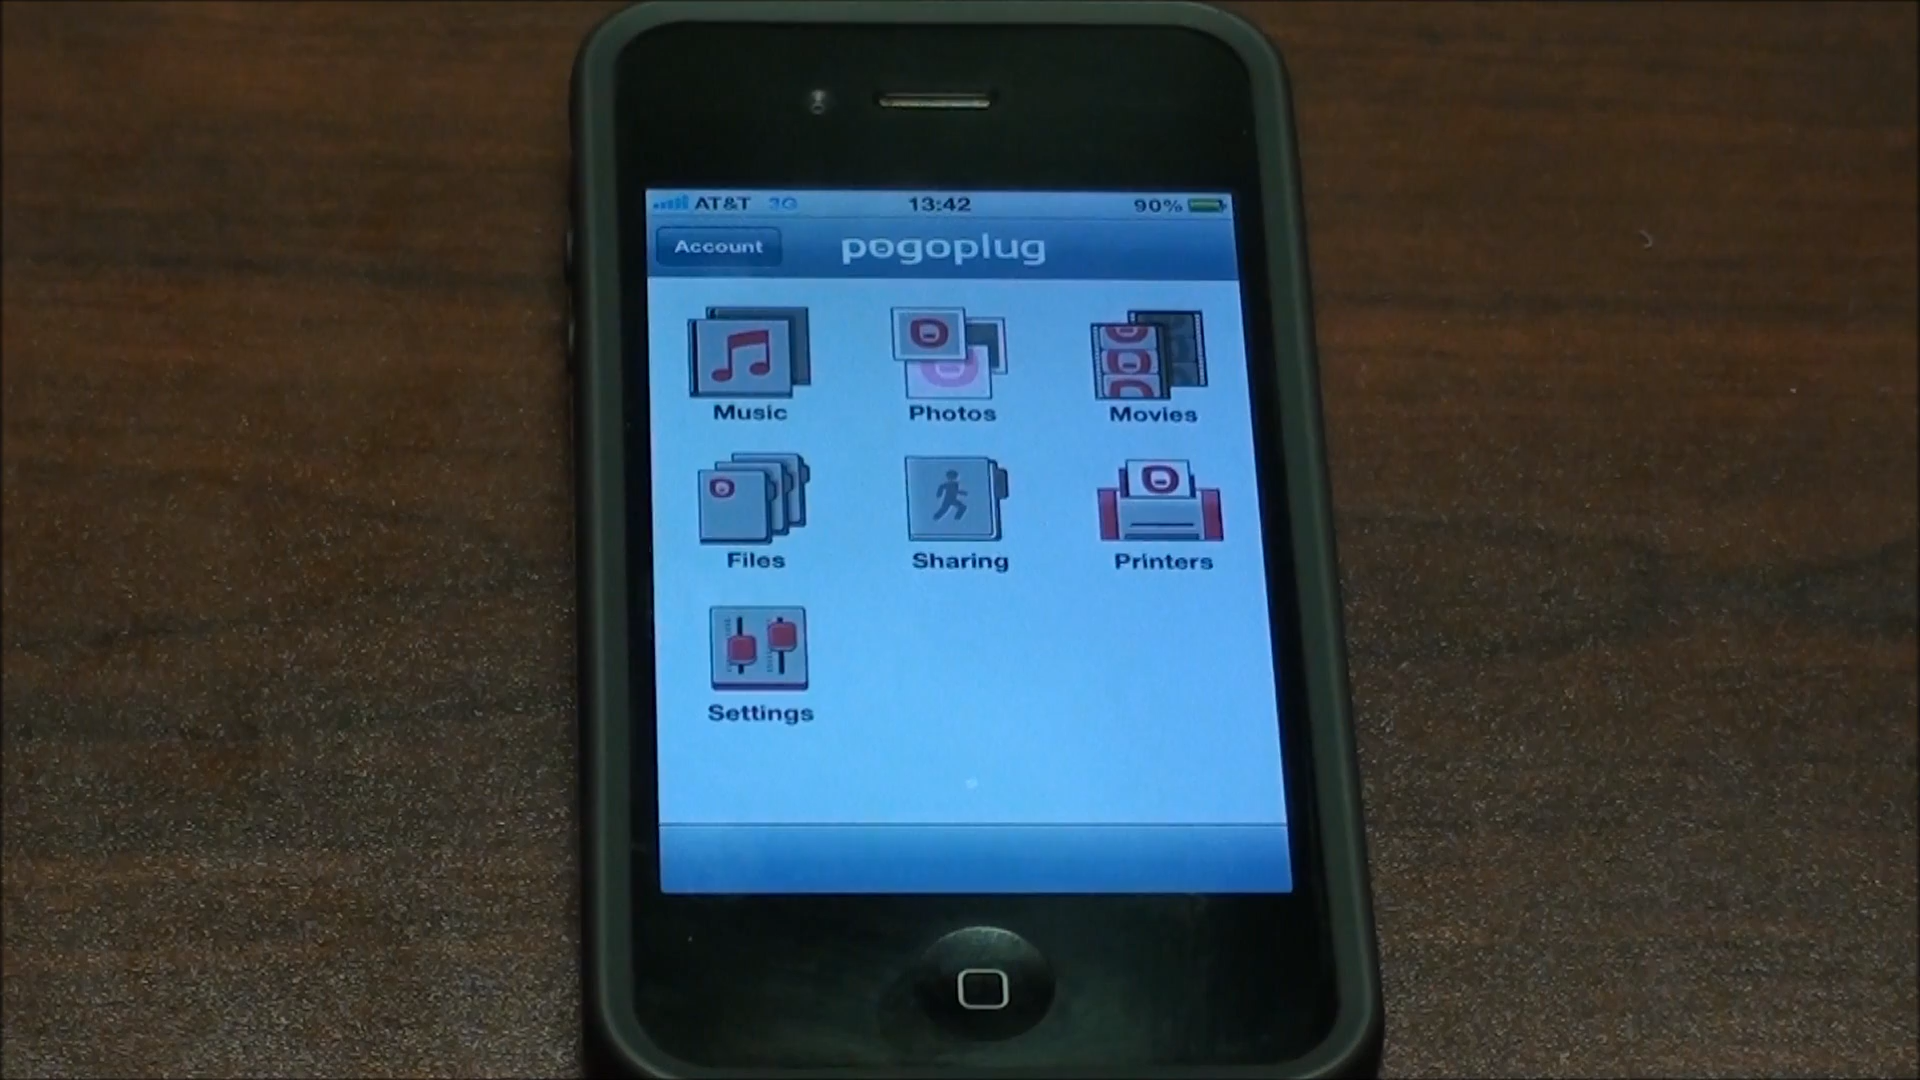 AT&T 3G 13:42 90%
Account pogoplug
Music Photos Movies
Files Sharing Printers
Settings